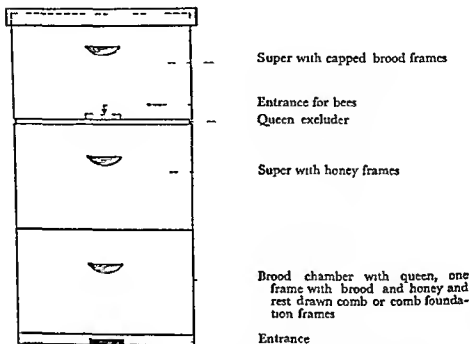 Super with capped brood frames
Entrance for bees
Queen excluder
Super with honey frames
Brood chamber with queen, one
frame with brood and honey and
rest drawn comb or comb founda-
tion frames
Entrance